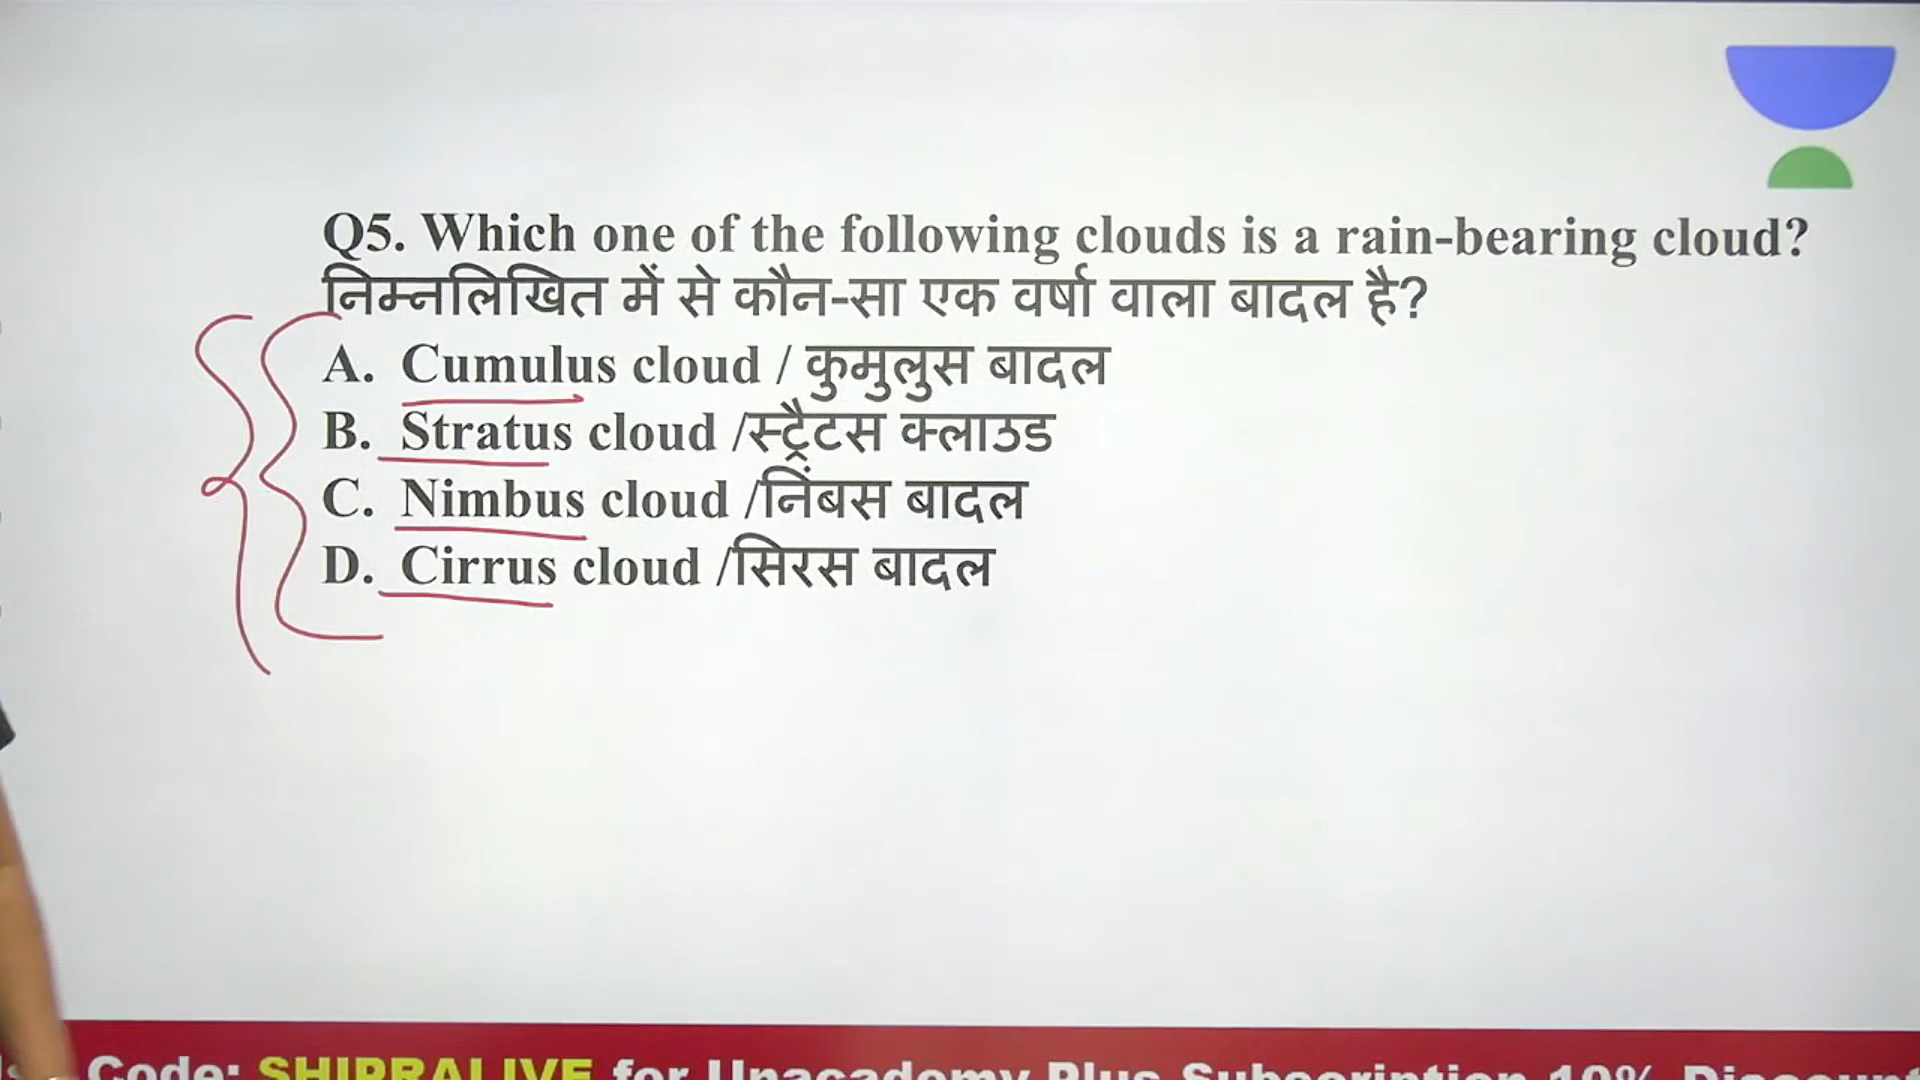 Q5. Which one of the following clouds is a rain-bearing cloud?
निम्नलिखित में से कौन-सा एक वर्षा वाला बादल है?
A. Cumulus cloud / कुमुलुस बादल
B. Stratus cloud /स्ट्रैटस क्लाउड
C. Nimbus cloud /निंबस बादल
D. Cirrus cloud /सिरस बादल
Code: SHIPRALIVE for Unacademy Plus Subscription 10% Discount